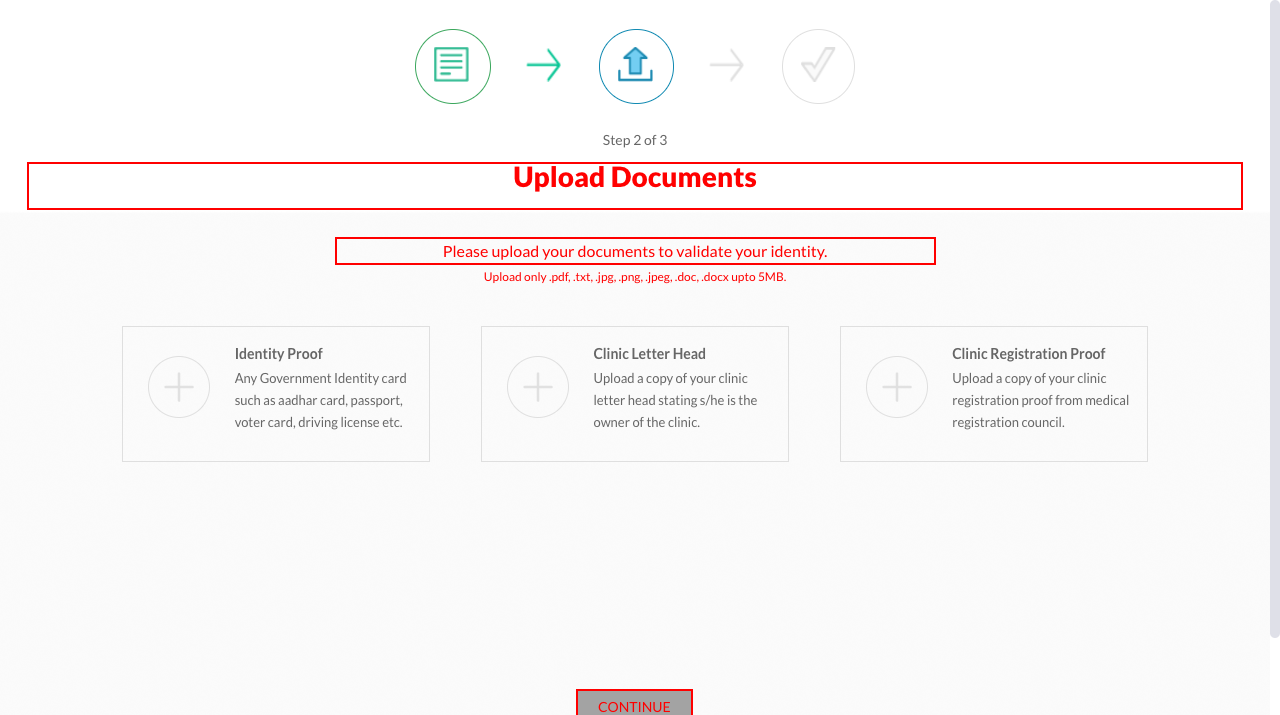 Step 2 of 3
Upload Documents
Please upload your documents to validate your identity.
Upload only .pdf, .txt, .jpg, .png, .jpeg, .doc, .docx upto 5MB.
Identity Proof
Any Government Identity card
such as aadhar card, passport,
voter card, driving license etc.
Clinic Letter Head
Upload a copy of your clinic
letter head stating s/he is the
owner of the clinic.
Clinic Registration Proof
Upload a copy of your clinic
registration proof from medical
registration council.
CONTINUE